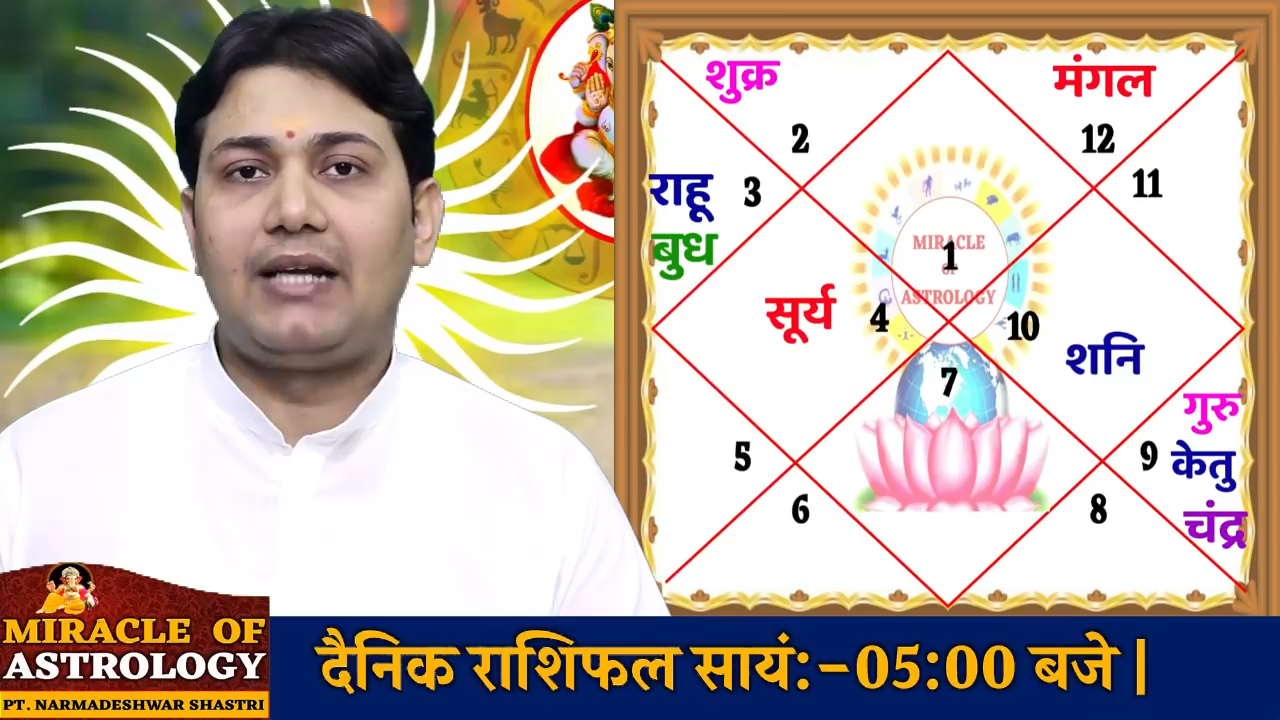 शुक्र
मंगल
2
12
राहू 3
11
बुध
MIRACLE
1
OF
ASTROLOGY
सूर्य
4
10
शनि
7
गुरु
5
9 केतु
6
8
चंद्र
MIRACLE OF
ASTROLOGY
PT. NARMADESHWAR SHASTRI
दैनिक राशिफल सायं:-05:00 बजे |